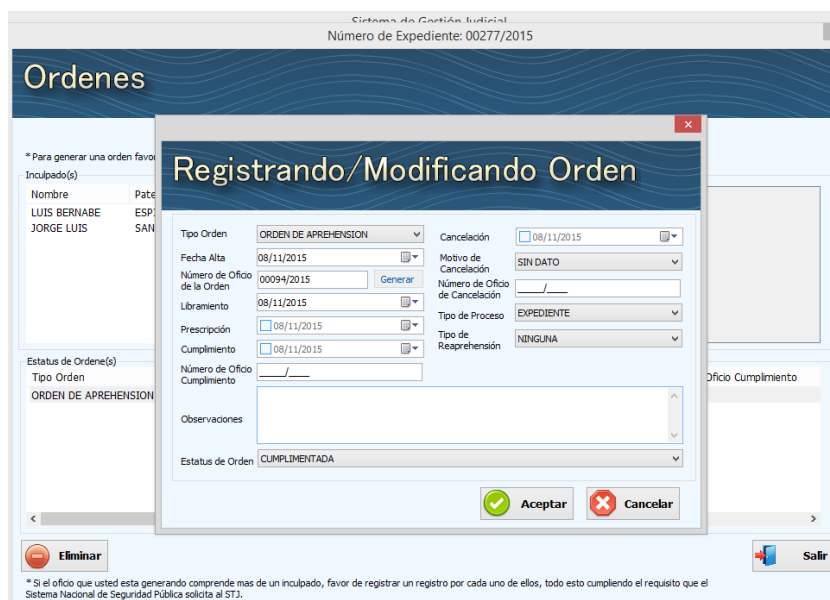 Sistema de Gestión Judicial
Número de Expediente: 00277/2015
Ordenes
* Para generar una orden favor
Inculpado(s)
Nombre Pate
LUIS BERNABE ESP
JORGE LUIS SAN
Registrando/Modificando Orden
Tipo Orden ORDEN DE APREHENSION
Fecha Alta 08/11/2015
Número de Oficio de la Orden 00094/2015 Generar
Libramiento 08/11/2015
Prescripción 08/11/2015
Cumplimiento 08/11/2015
Número de Oficio Cumplimiento ____/___
Cancelación 08/11/2015
Motivo de Cancelación SIN DATO
Número de Oficio de Cancelación ____/___
Tipo de Proceso EXPEDIENTE
Tipo de Reaprehensión NINGUNA
Observaciones
Estatus de Orden CUMPLIMENTADA
Aceptar Cancelar
Estatus de Ordene(s)
Tipo Orden Oficio Cumplimiento
ORDEN DE APREHENSION
Eliminar Salir
* Si el oficio que usted esta generando comprende mas de un inculpado, favor de registrar un registro por cada uno de ellos, todo esto cumpliendo el requisito que el
Sistema Nacional de Seguridad Pública solicita al STJ.